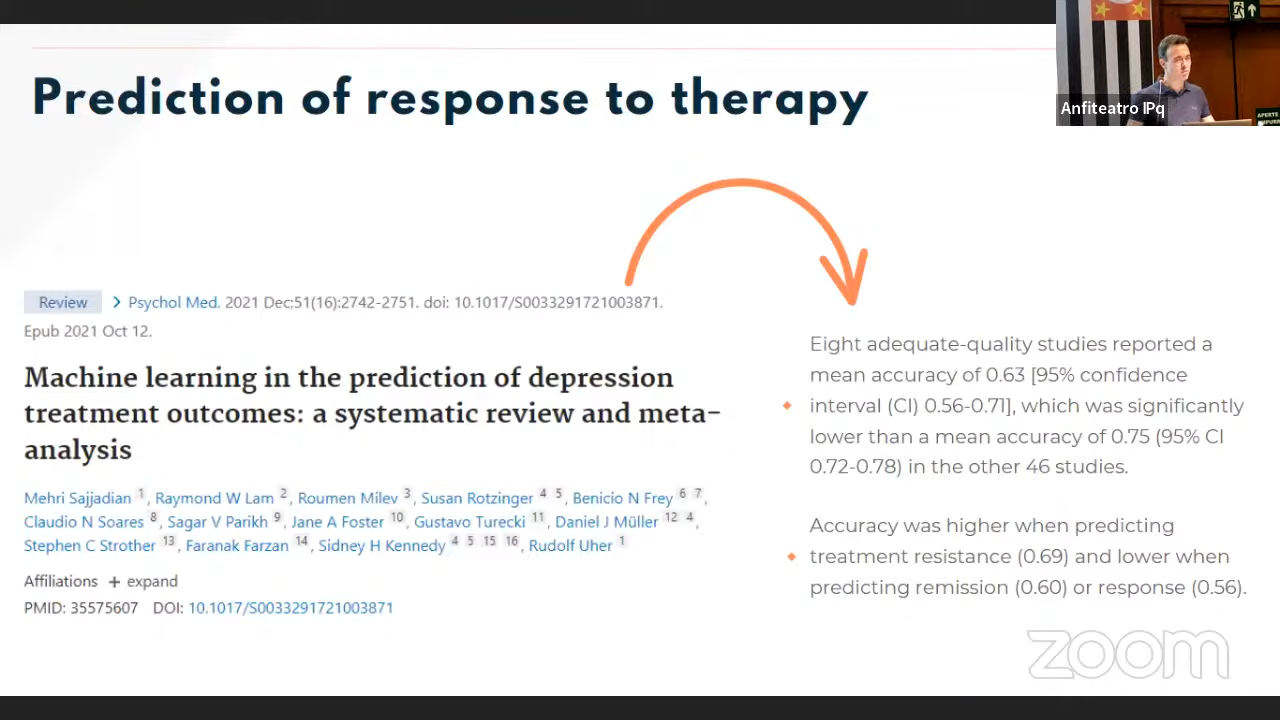 Prediction of response to therapy
Anfiteatro IPq
APERTE
Review > Psychol Med. 2021 Dec;51(16):2742-2751. doi: 10.1017/S0033291721003871.
Epub 2021 Oct 12.
Machine learning in the prediction of depression
treatment outcomes: a systematic review and meta-
analysis
Mehri Sajjadian 1, Raymond W Lam 2, Roumen Milev 3, Susan Rotzinger 4 5, Benicio N Frey 6 7,
Claudio N Soares 8, Sagar V Parikh 9, Jane A Foster 10, Gustavo Turecki 11, Daniel J Müller 12 4,
Stephen C Strother 13, Faranak Farzan 14, Sidney H Kennedy 4 5 15 16, Rudolf Uher 1
Affiliations + expand
PMID: 35575607 DOI: 10.1017/S0033291721003871
Eight adequate-quality studies reported a
mean accuracy of 0.63 [95% confidence
interval (CI) 0.56-0.71], which was significantly
lower than a mean accuracy of 0.75 (95% CI
0.72-0.78) in the other 46 studies.
Accuracy was higher when predicting
treatment resistance (0.69) and lower when
predicting remission (0.60) or response (0.56).
zoom